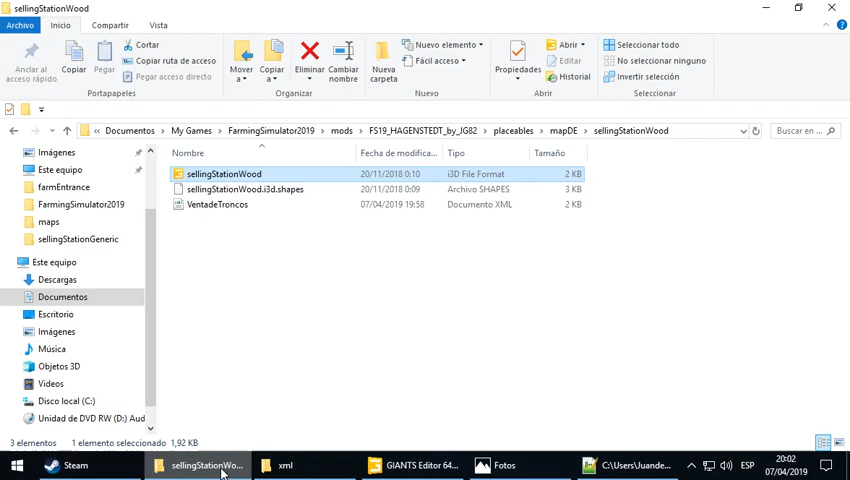 sellingStationWood
Archivo Inicio Compartir Vista
Anclar al acceso rápido
Copiar
Pegar
Cortar
Copiar ruta de acceso
Pegar acceso directo
Portapapeles
Mover a
Copiar a
Eliminar
Cambiar nombre
Organizar
Nueva carpeta
Nuevo elemento
Fácil acceso
Nuevo
Propiedades
Abrir
Editar
Historial
Abrir
Seleccionar todo
No seleccionar ninguno
Invertir selección
Seleccionar
« Documents > My Games > FarmingSimulator2019 > mods > FS19_HAGENSTEDT_by_JG82 > placeables > mapDE > sellingStationWood
Buscar en ...
Imágenes
Este equipo
farmEntrance
FarmingSimulator2019
maps
sellingStationGeneric
Este equipo
Descargas
Documentos
Escritorio
Imágenes
Música
Objetos 3D
Videos
Disco local (C:)
Unidad de DVD RW (D:) Aud
Nombre Fecha de modifica... Tipo Tamaño
sellingStationWood 20/11/2018 0:10 i3D File Format 2 KB
sellingStationWood.i3d.shapes 20/11/2018 0:09 Archivo SHAPES 3 KB
VentadeTroncos 07/04/2019 19:58 Documento XML 2 KB
3 elementos 1 elemento seleccionado 1,92 KB
Steam
sellingStationWo...
xml
GIANTS Editor 64...
Fotos
C:\Users\Juande...
ESP
20:02
07/04/2019